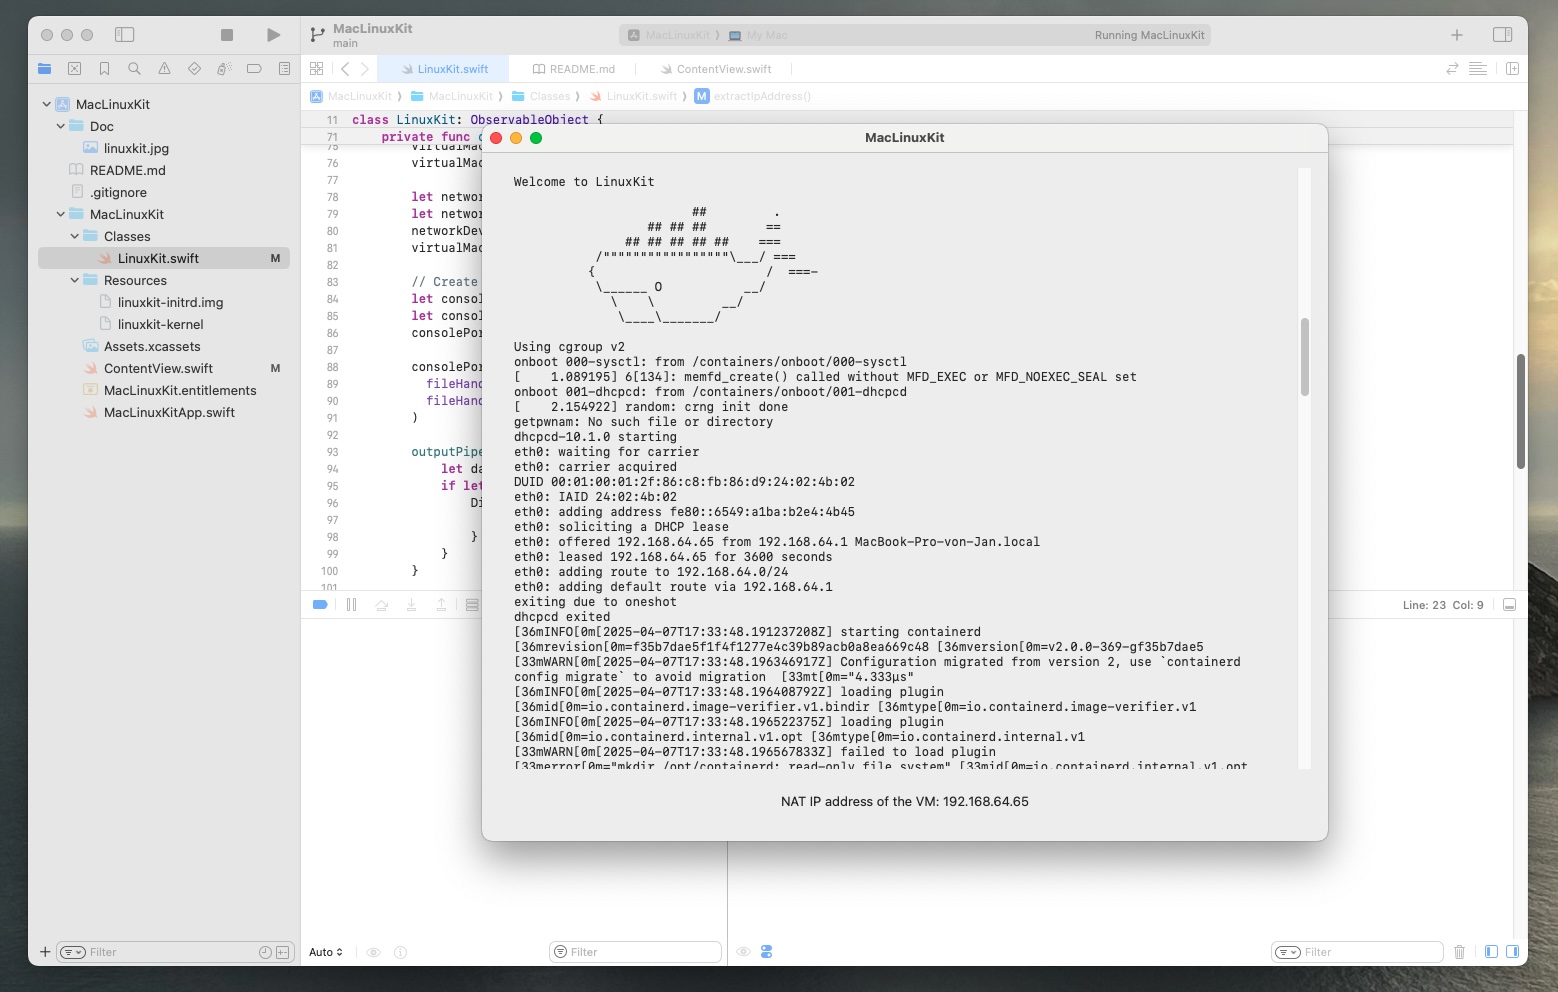 MacLinuxKit
main
MacLinuxKit 〉 My Mac
Running MacLinuxKit
LinuxKit.swift
README.md
ContentView.swift
MacLinuxKit 〉 MacLinuxKit 〉 Classes 〉 LinuxKit.swift 〉 M extractIpAddress()
MacLinuxKit
Doc
linuxkit.jpg
README.md
.gitignore
MacLinuxKit
Classes
LinuxKit.swift M
Resources
linuxkit-initrd.img
linuxkit-kernel
Assets.xcassets
ContentView.swift M
MacLinuxKit.entitlements
MacLinuxKitApp.swift
11 class LinuxKit: ObservableObject {
71 private func
75 virtualMac
76 virtualMac
77
78 let networ
79 let networ
80 networkDev
81 virtualMac
82
83 // Create
84 let consol
85 let consol
86 consolePor
87
88 consolePor
89 fileHand
90 fileHand
91 )
92
93 outputPipe
94 let da
95 if let
96 Di
97
98 }
99 }
100 }
101
Line: 23 Col: 9
MacLinuxKit
Welcome to LinuxKit
                        ##         .
                  ## ## ##        ==
               ## ## ## ## ##    ===
           /"""""""""""""""""\___/ ===
          {                       /  ===-
           \______ O           __/
             \    \         __/
              \____\_______/
Using cgroup v2
onboot 000-sysctl: from /containers/onboot/000-sysctl
[    1.089195] 6[134]: memfd_create() called without MFD_EXEC or MFD_NOEXEC_SEAL set
onboot 001-dhcpcd: from /containers/onboot/001-dhcpcd
[    2.154922] random: crng init done
getpwnam: No such file or directory
dhcpcd-10.1.0 starting
eth0: waiting for carrier
eth0: carrier acquired
DUID 00:01:00:01:2f:86:c8:fb:86:d9:24:02:4b:02
eth0: IAID 24:02:4b:02
eth0: adding address fe80::6549:a1ba:b2e4:4b45
eth0: soliciting a DHCP lease
eth0: offered 192.168.64.65 from 192.168.64.1 MacBook-Pro-von-Jan.local
eth0: leased 192.168.64.65 for 3600 seconds
eth0: adding route to 192.168.64.0/24
eth0: adding default route via 192.168.64.1
exiting due to oneshot
dhcpcd exited
[36mINFO[0m[2025-04-07T17:33:48.191237208Z] starting containerd
[36mrevision[0m=f35b7dae5f1f4f1277e4c39b89acb0a8ea669c48 [36mversion[0m=v2.0.0-369-gf35b7dae5
[33mWARN[0m[2025-04-07T17:33:48.196346917Z] Configuration migrated from version 2, use `containerd
config migrate` to avoid migration  [33mt[0m="4.333µs"
[36mINFO[0m[2025-04-07T17:33:48.196408792Z] loading plugin
[36mid[0m=io.containerd.image-verifier.v1.bindir [36mtype[0m=io.containerd.image-verifier.v1
[36mINFO[0m[2025-04-07T17:33:48.196522375Z] loading plugin
[36mid[0m=io.containerd.internal.v1.opt [36mtype[0m=io.containerd.internal.v1
[33mWARN[0m[2025-04-07T17:33:48.196567833Z] failed to load plugin
[33merror[0m="mkdir /opt/containerd: read-only file system" [33mid[0m=io.containerd.internal.v1.opt
NAT IP address of the VM: 192.168.64.65
Filter
Auto
Filter
Filter